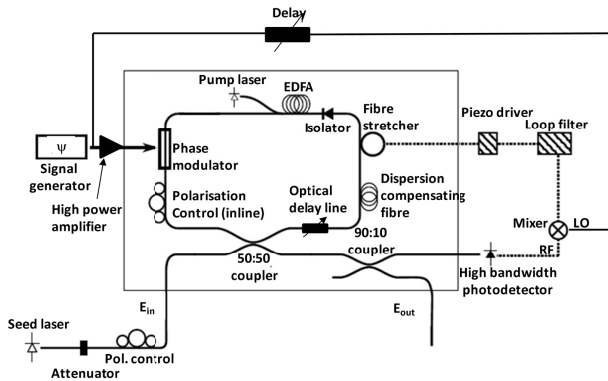 Delay
Pump laser
EDFA
Isolator
Fibre
stretcher
Piezo driver
Loop filter
Ψ
Signal
generator
High power
amplifier
Phase
modulator
Polarisation
Control (inline)
Optical
delay line
Dispersion
compensating
fibre
Mixer
LO
RF
50:50
coupler
90:10
coupler
High bandwidth
photodetector
Ein
Eout
Seed laser
Attenuator
Pol. control